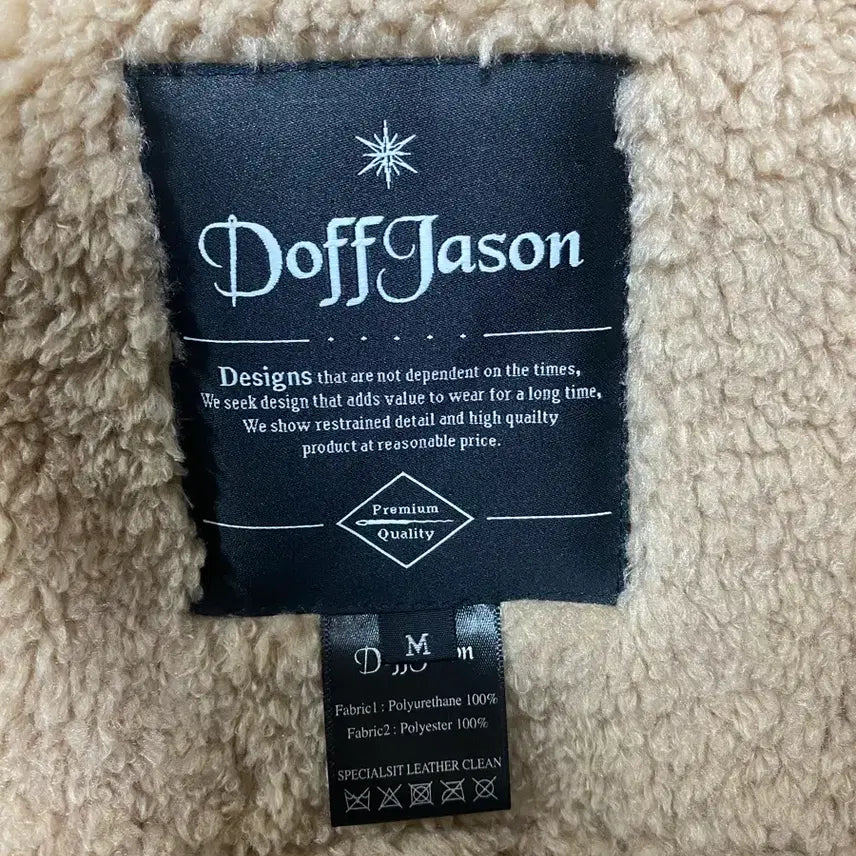 Doff Jason
Designs that are not dependent on the times,
We seek design that adds value to wear for a long time,
We show restrained detail and high quailty
product at reasonable price.
Premium
Quality
M
Fabric1 : Polyurethane 100%
Fabric2 : Polyester 100%
SPECIALSIT LEATHER CLEAN